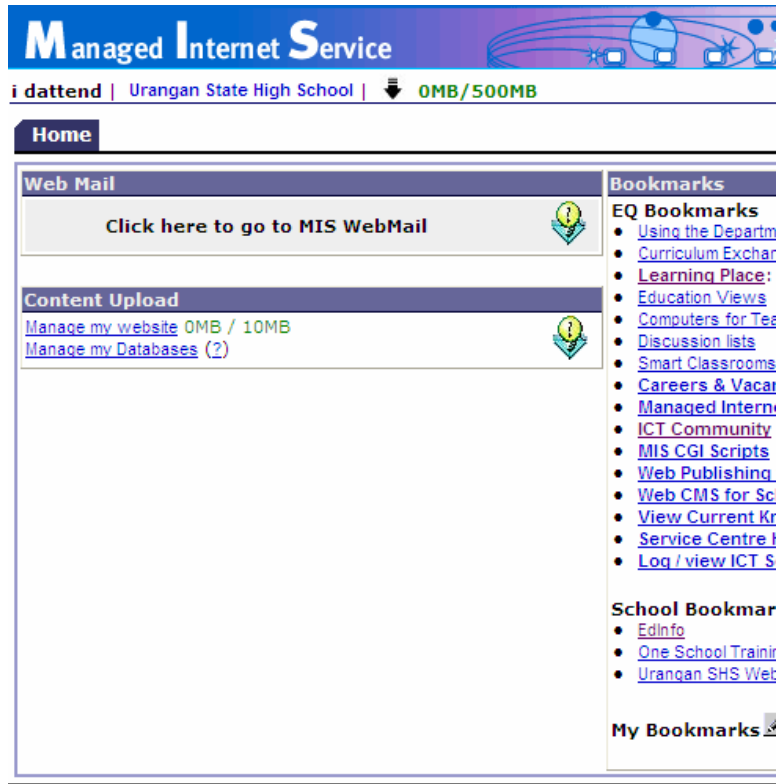 Managed Internet Service
i dattend | Urangan State High School | 0MB/500MB
Home
Web Mail
Click here to go to MIS WebMail
Content Upload
Manage my website 0MB / 10MB
Manage my Databases (?)
Bookmarks
EQ Bookmarks
Using the Departm
Curriculum Exchan
Learning Place:
Education Views
Computers for Tea
Discussion lists
Smart Classrooms
Careers & Vacan
Managed Interne
ICT Community
MIS CGI Scripts
Web Publishing
Web CMS for Sc
View Current Kn
Service Centre
Log / view ICT S
School Bookmar
EdInfo
One School Trainin
Urangan SHS Web
My Bookmarks